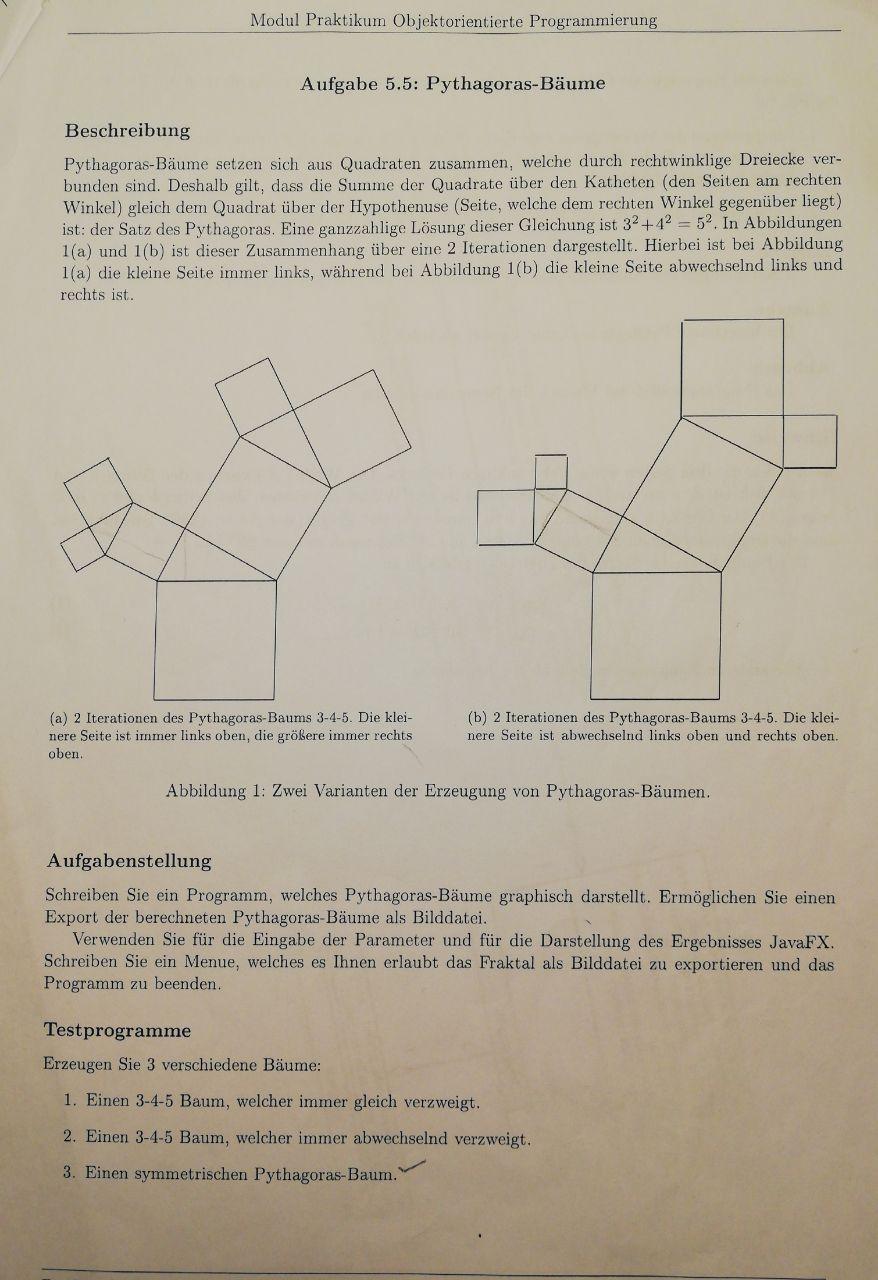 Modul Praktikum Objektorientierte Programmierung
Aufgabe 5.5: Pythagoras-Bäume
Beschreibung
Pythagoras-Bäume setzen sich aus Quadraten zusammen, welche durch rechtwinklige Dreiecke ver-
bunden sind. Deshalb gilt, dass die Summe der Quadrate über den Katheten (den Seiten am rechten
Winkel) gleich dem Quadrat über der Hypothenuse (Seite, welche dem rechten Winkel gegenüber liegt)
ist: der Satz des Pythagoras. Eine ganzzahlige Lösung dieser Gleichung ist 3² + 4² = 5². In Abbildungen
1(a) und 1(b) ist dieser Zusammenhang über eine 2 Iterationen dargestellt. Hierbei ist bei Abbildung
1(a) die kleine Seite immer links, während bei Abbildung 1(b) die kleine Seite abwechselnd links und
rechts ist.
(a) 2 Iterationen des Pythagoras-Baums 3-4-5. Die klei-
nere Seite ist immer links oben, die größere immer rechts
oben.
(b) 2 Iterationen des Pythagoras-Baums 3-4-5. Die klei-
nere Seite ist abwechselnd links oben und rechts oben.
Abbildung 1: Zwei Varianten der Erzeugung von Pythagoras-Bäumen.
Aufgabenstellung
Schreiben Sie ein Programm, welches Pythagoras-Bäume graphisch darstellt. Ermöglichen Sie einen
Export der berechneten Pythagoras-Bäume als Bilddatei.
Verwenden Sie für die Eingabe der Parameter und für die Darstellung des Ergebnisses JavaFX.
Schreiben Sie ein Menue, welches es Ihnen erlaubt das Fraktal als Bilddatei zu exportieren und das
Programm zu beenden.
Testprogramme
Erzeugen Sie 3 verschiedene Bäume:
1. Einen 3-4-5 Baum, welcher immer gleich verzweigt.
2. Einen 3-4-5 Baum, welcher immer abwechselnd verzweigt.
3. Einen symmetrischen Pythagoras-Baum.